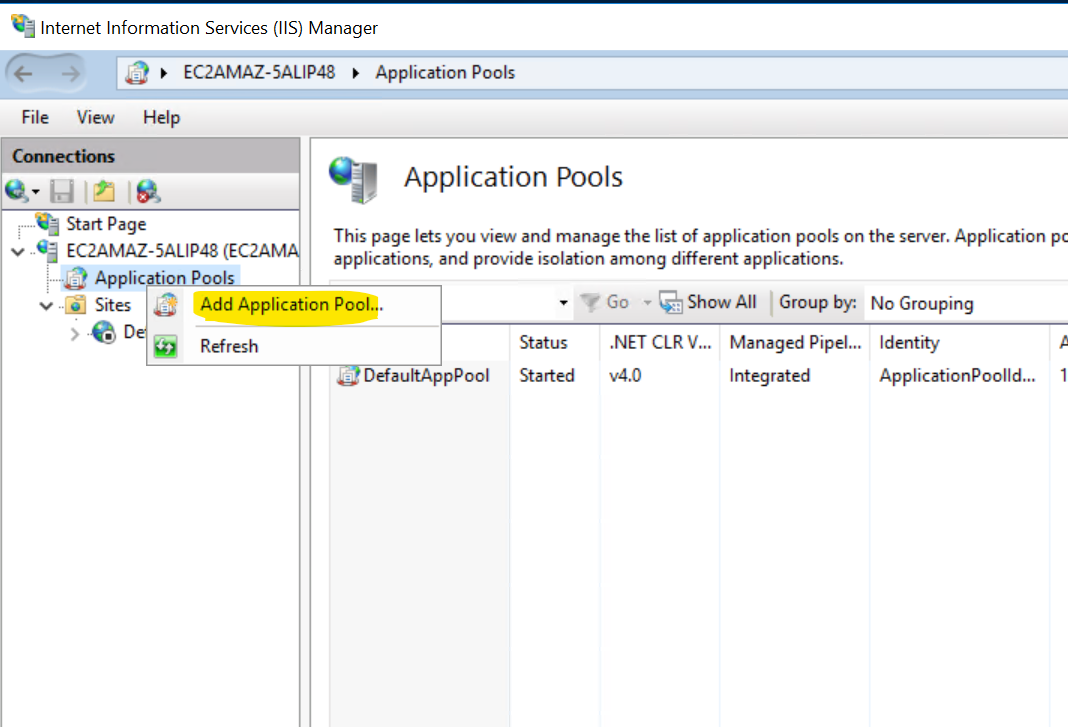 Internet Information Services (IIS) Manager
EC2AMAZ-5ALIP48 Application Pools
File View Help
Connections
Application Pools
Start Page
EC2AMAZ-5ALIP48 (EC2AMA
Application Pools
Sites
De
Add Application Pool...
Refresh
This page lets you view and manage the list of application pools on the server. Application po
applications, and provide isolation among different applications.
Go Show All Group by: No Grouping
Status .NET CLR V... Managed Pipel... Identity A
DefaultAppPool Started v4.0 Integrated ApplicationPoolId... 1